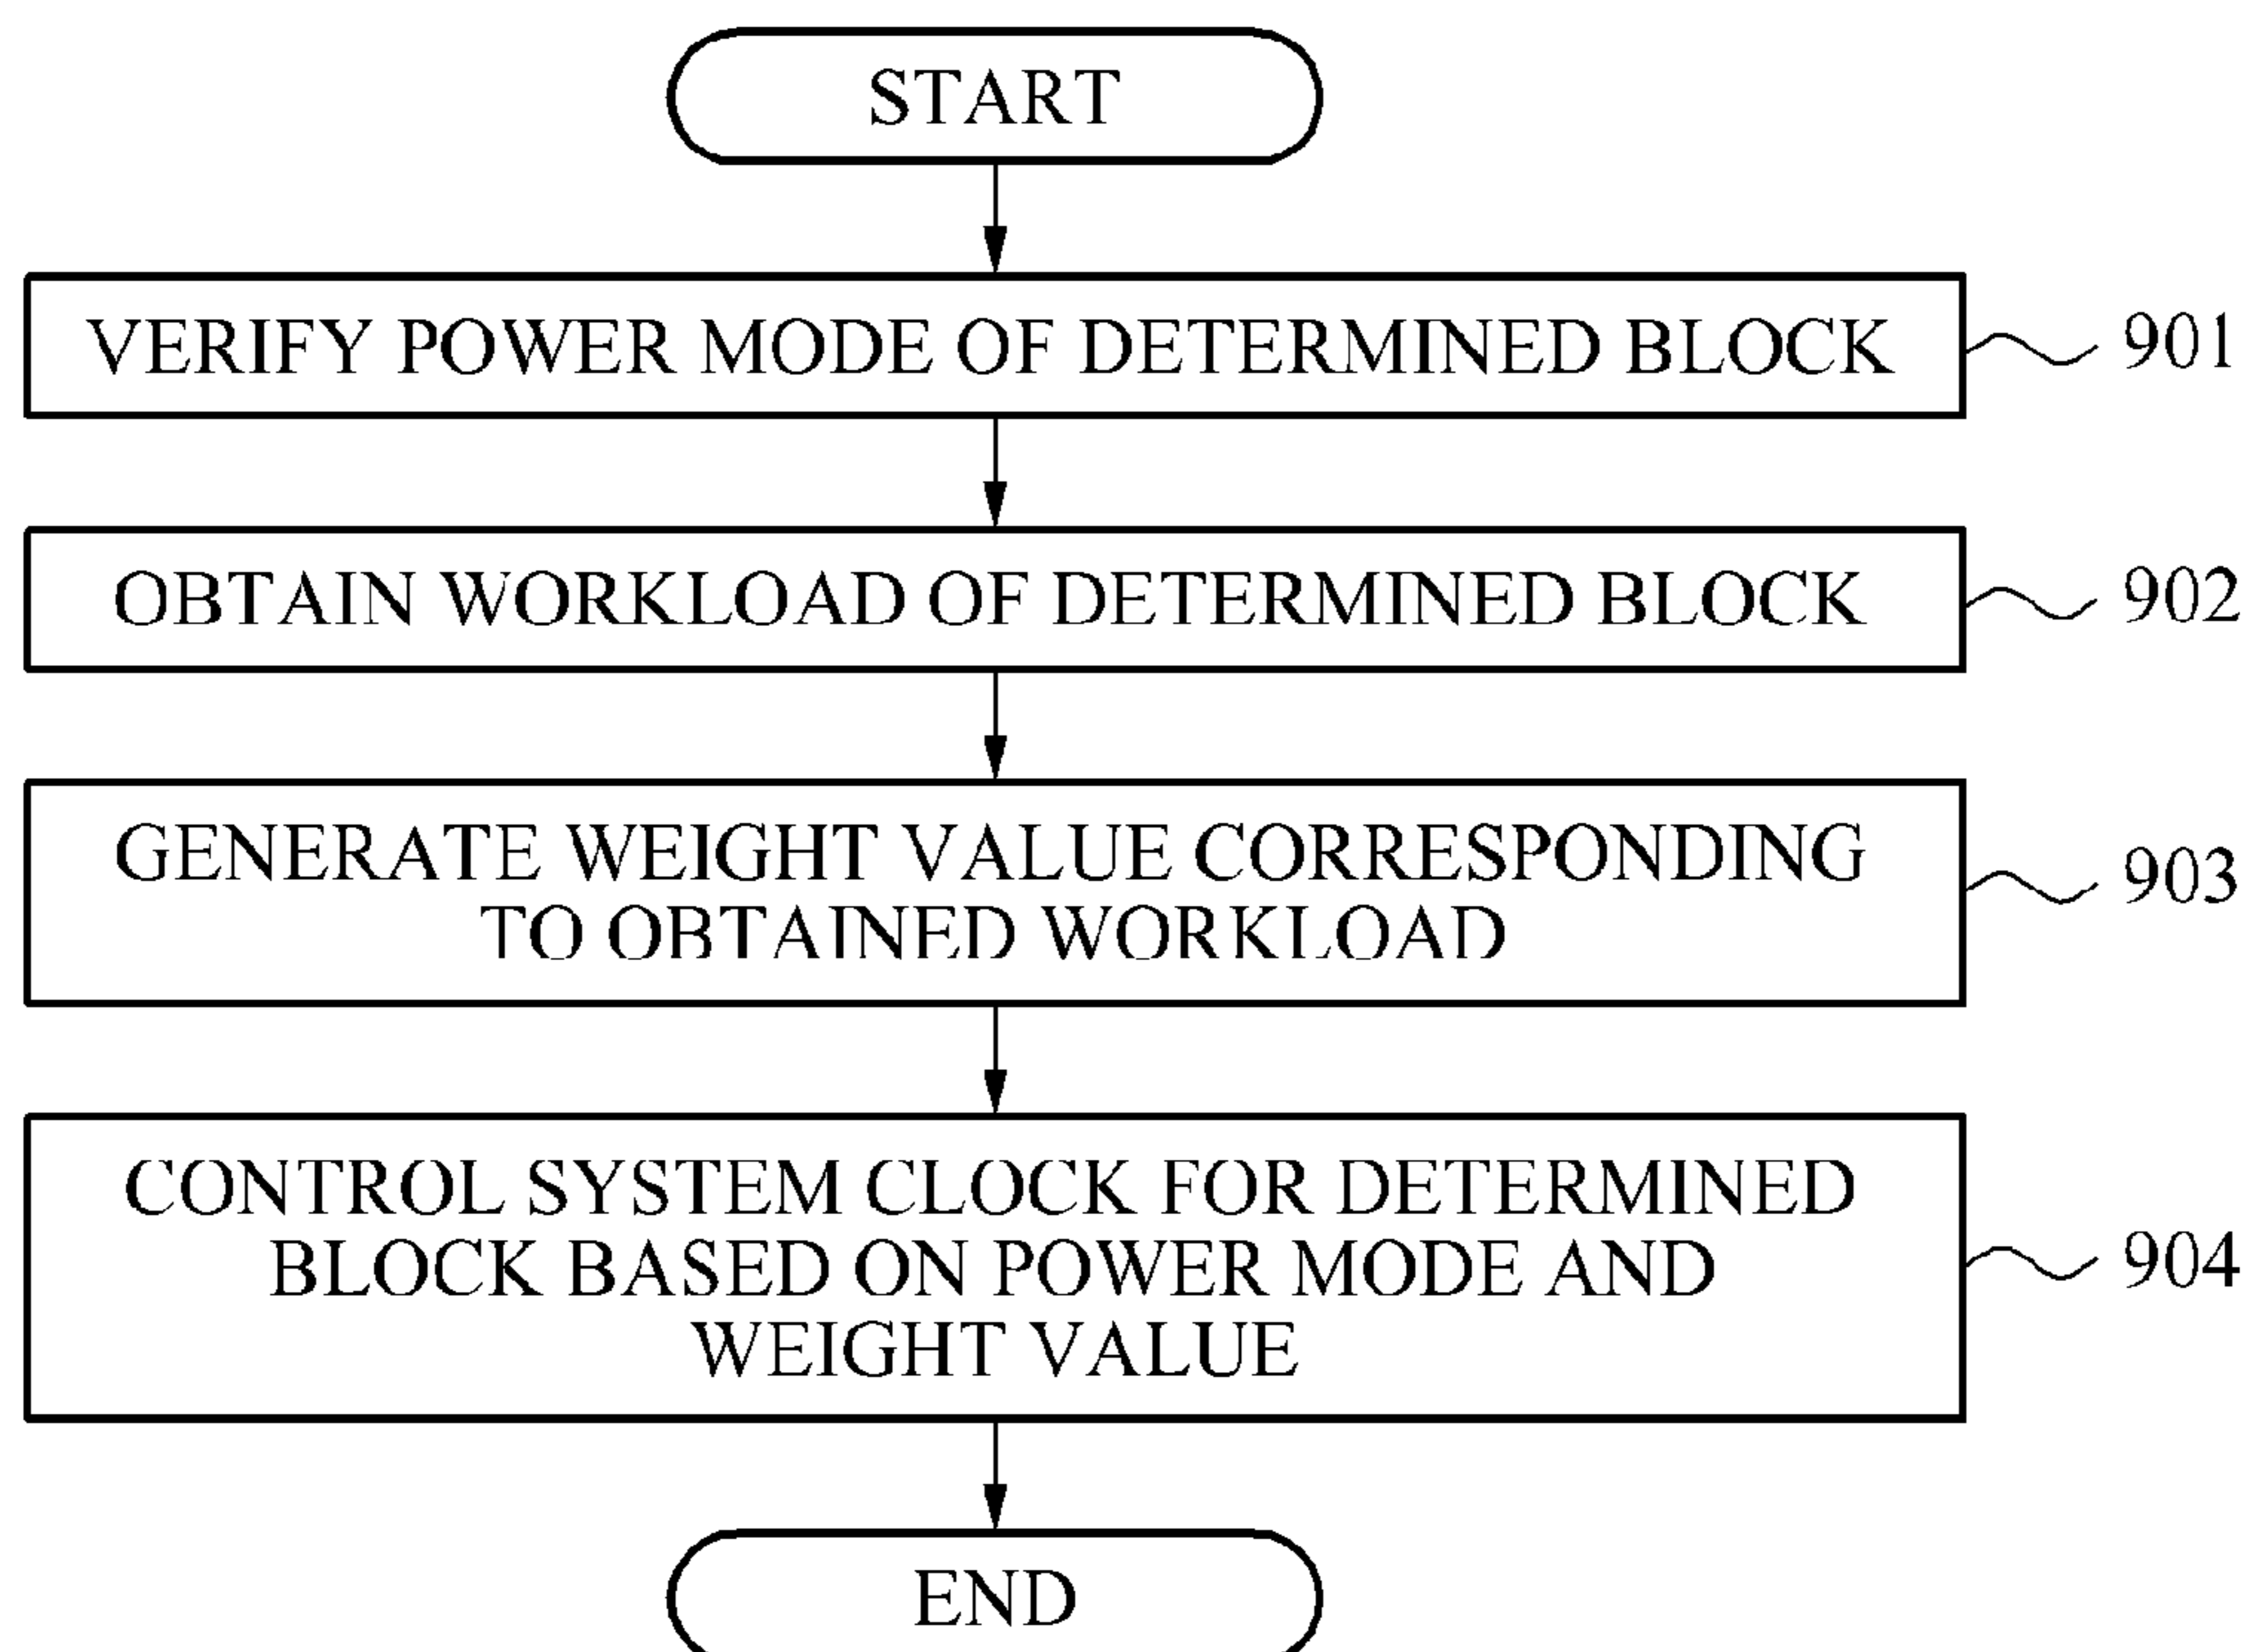 START
VERIFY POWER MODE OF DETERMINED BLOCK
901
OBTAIN WORKLOAD OF DETERMINED BLOCK
902
GENERATE WEIGHT VALUE CORRESPONDING
TO OBTAINED WORKLOAD
903
CONTROL SYSTEM CLOCK FOR DETERMINED
BLOCK BASED ON POWER MODE AND
WEIGHT VALUE
904
END